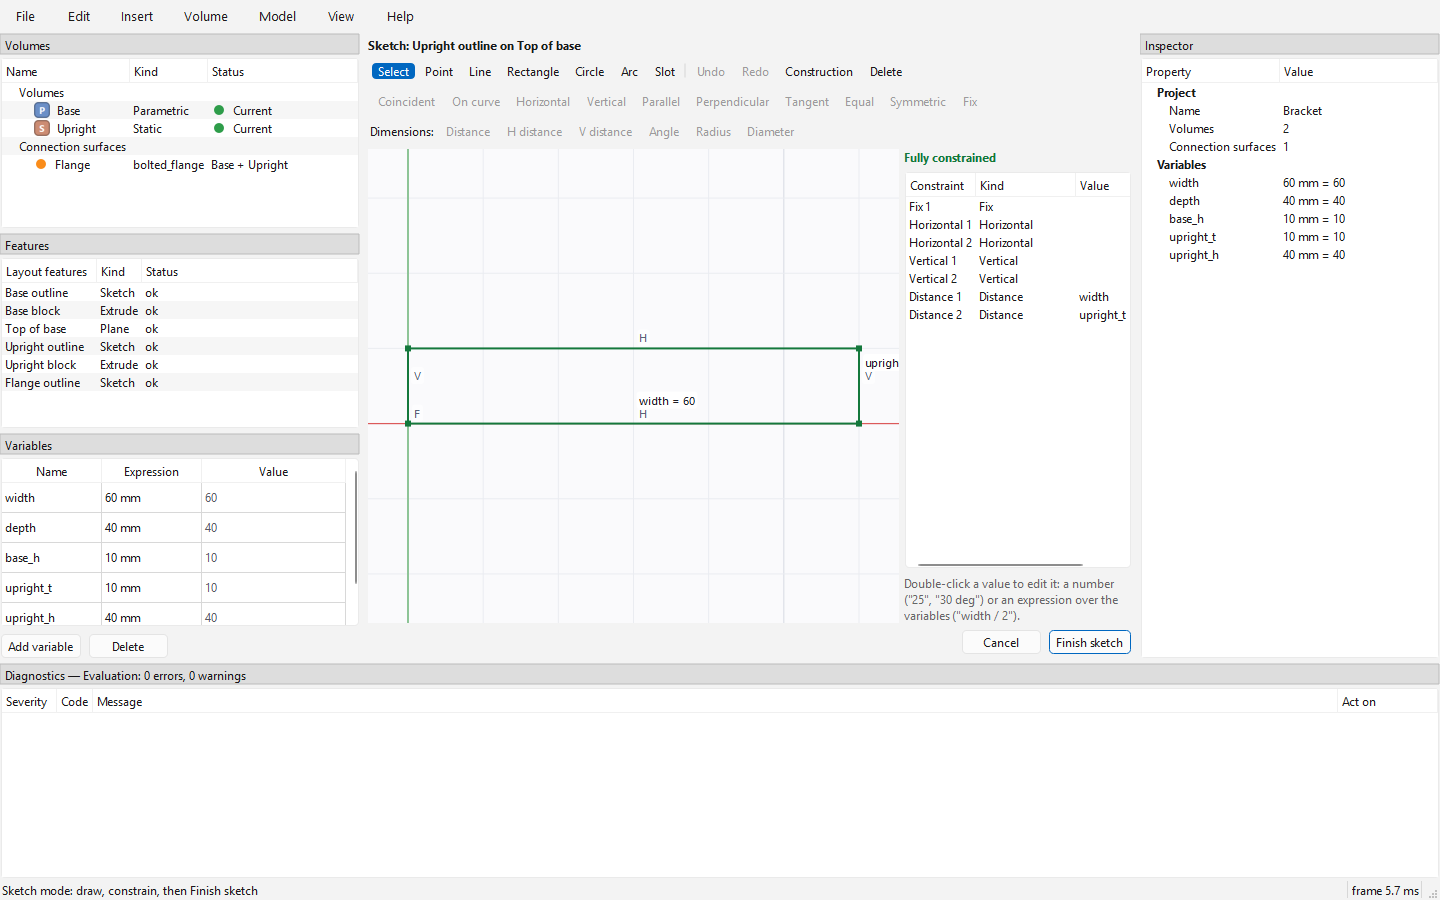 File Edit Insert Volume Model View Help
Volumes
Name Kind Status
Volumes
P Base Parametric Current
S Upright Static Current
Connection surfaces
Flange bolted_flange Base + Upright
Features
Layout features Kind Status
Base outline Sketch ok
Base block Extrude ok
Top of base Plane ok
Upright outline Sketch ok
Upright block Extrude ok
Flange outline Sketch ok
Variables
Name Expression Value
width 60 mm 60
depth 40 mm 40
base_h 10 mm 10
upright_t 10 mm 10
upright_h 40 mm 40
Add variable Delete
Sketch: Upright outline on Top of base
Select Point Line Rectangle Circle Arc Slot Undo Redo Construction Delete
Coincident On curve Horizontal Vertical Parallel Perpendicular Tangent Equal Symmetric Fix
Dimensions: Distance H distance V distance Angle Radius Diameter
H
uprigh
V
V
width = 60
F
H
Fully constrained
Constraint Kind Value
Fix 1 Fix
Horizontal 1 Horizontal
Horizontal 2 Horizontal
Vertical 1 Vertical
Vertical 2 Vertical
Distance 1 Distance width
Distance 2 Distance upright_t
Double-click a value to edit it: a number
("25", "30 deg") or an expression over the
variables ("width / 2").
Cancel Finish sketch
Inspector
Property Value
Project
Name Bracket
Volumes 2
Connection surfaces 1
Variables
width 60 mm = 60
depth 40 mm = 40
base_h 10 mm = 10
upright_t 10 mm = 10
upright_h 40 mm = 40
Diagnostics — Evaluation: 0 errors, 0 warnings
Severity Code Message Act on
Sketch mode: draw, constrain, then Finish sketch
frame 5.7 ms